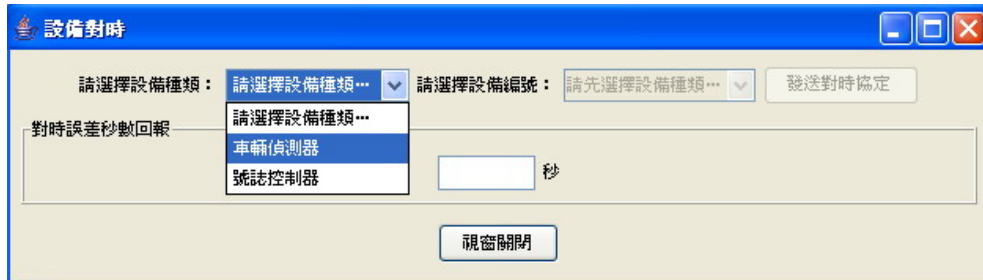 設備對時
請選擇設備種類： 請選擇設備種類… 請選擇設備編號： 請先選擇設備種類… 發送對時協定
請選擇設備種類…
對時誤差秒數回報
車輛偵測器
秒
號誌控制器
視窗關閉